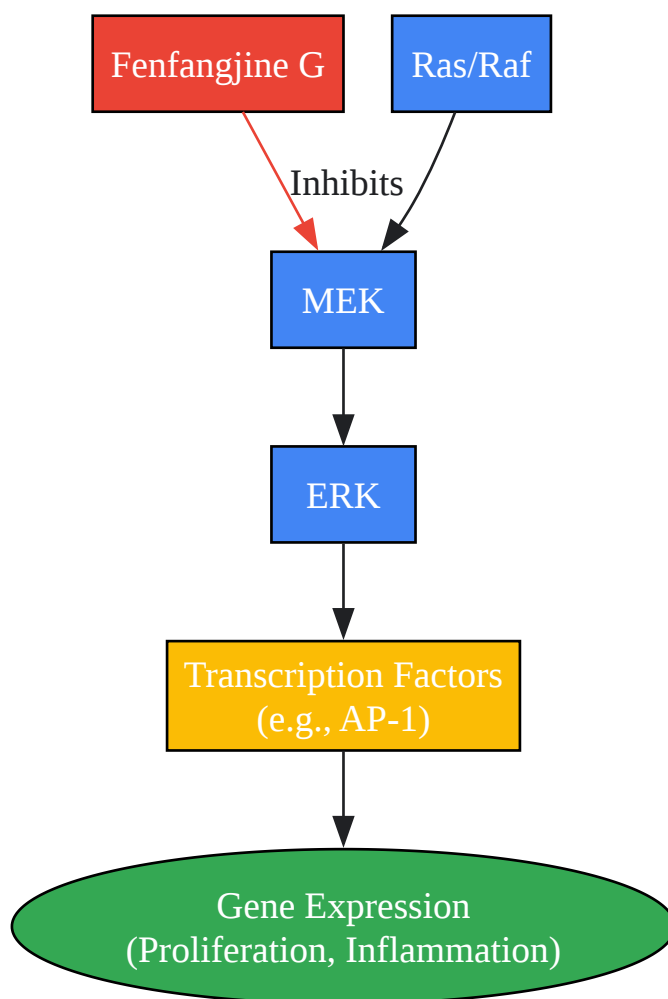 Fenfangjine G
Ras/Raf
Inhibits
MEK
ERK
Transcription Factors
(e.g., AP-1)
Gene Expression
(Proliferation, Inflammation)